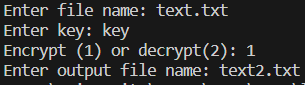 Enter file name: text.txt
Enter key: key
Encrypt (1) or decrypt(2): 1
Enter output file name: text2.txt